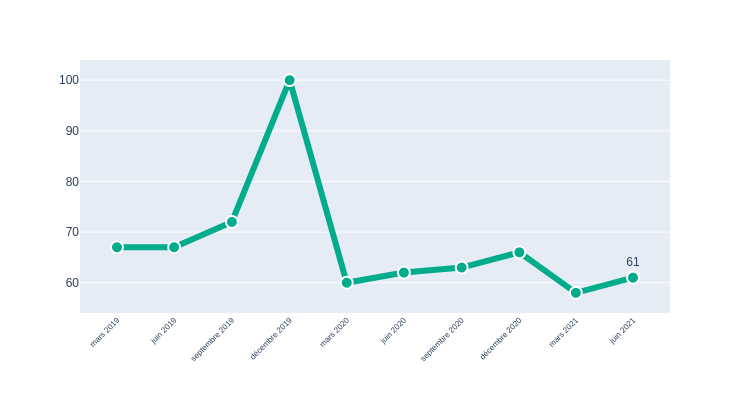 100
90
80
70
60
61
mars 2019
juin 2019
septembre 2019
décembre 2019
mars 2020
juin 2020
septembre 2020
décembre 2020
mars 2021
juin 2021